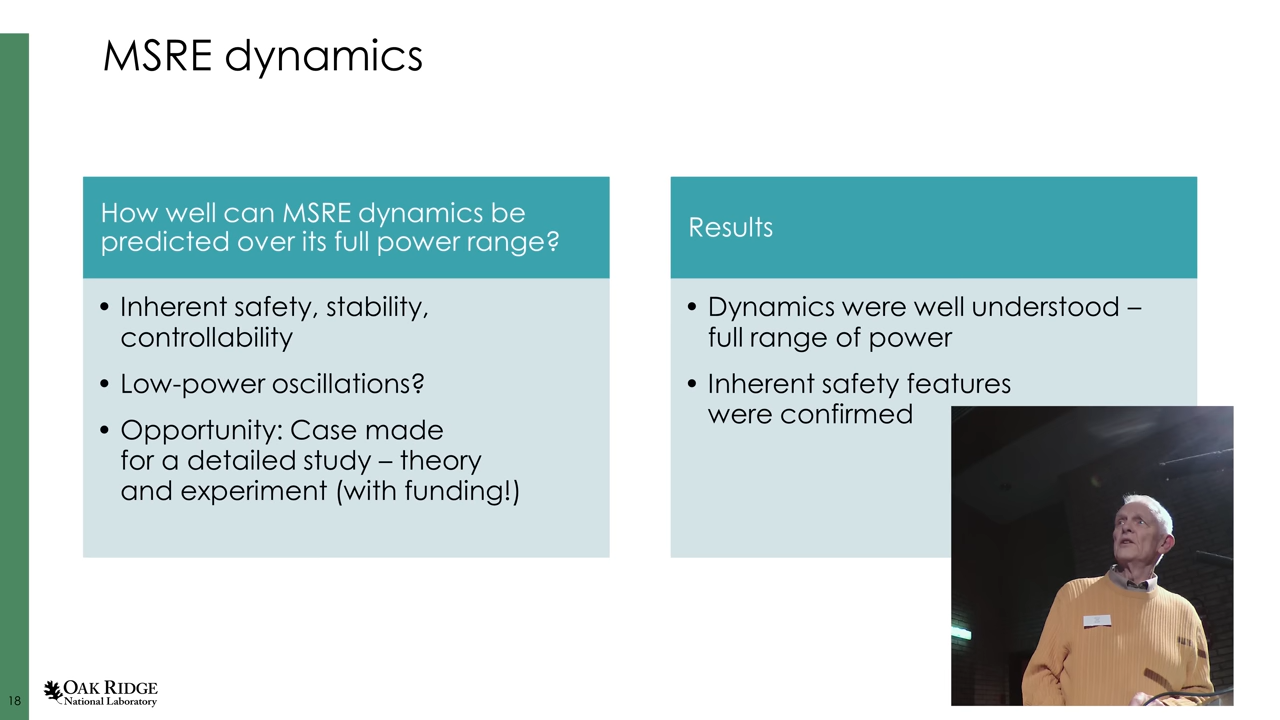 MSRE dynamics
How well can MSRE dynamics be
predicted over its full power range?
• Inherent safety, stability,
controllability
• Low-power oscillations?
• Opportunity: Case made
for a detailed study – theory
and experiment (with funding!)
Results
• Dynamics were well understood –
full range of power
• Inherent safety features
were confirmed
18
OAK RIDGE
National Laboratory